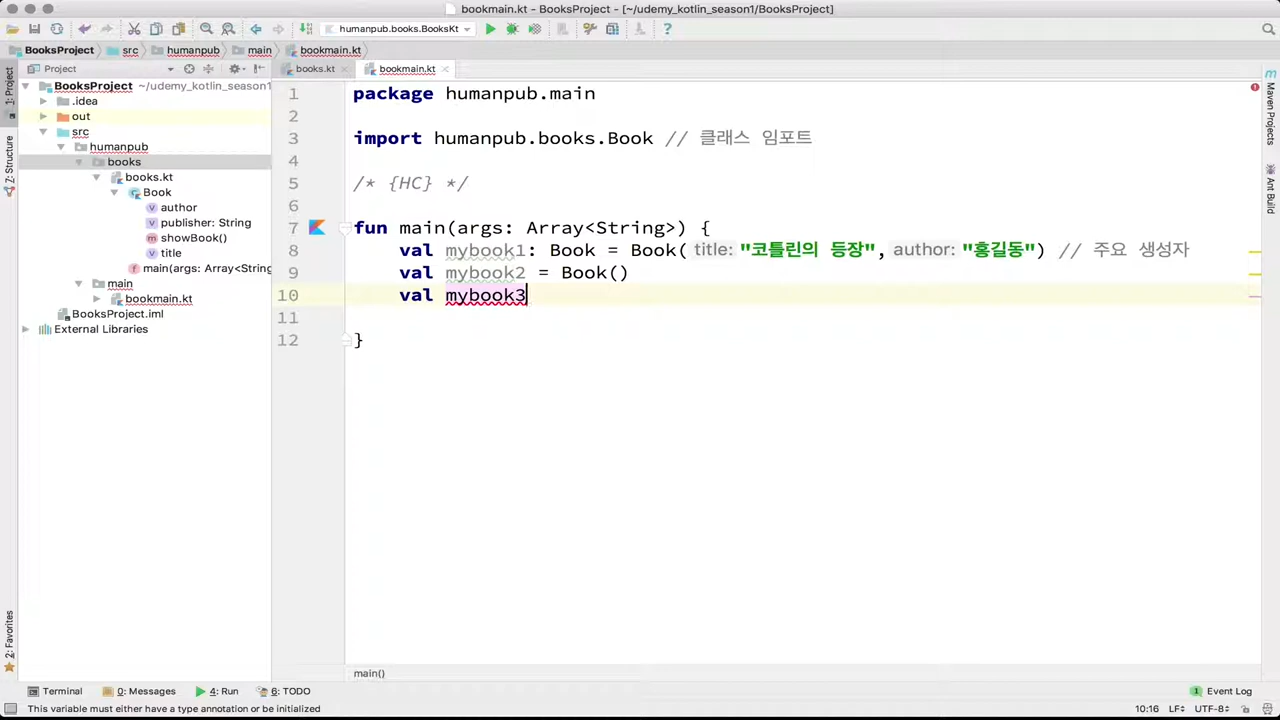 bookmain.kt - BooksProject - [~/udemy_kotlin_season1/BooksProject]
humanpub.books.BooksKt
BooksProject src humanpub main bookmain.kt
Project
books.kt bookmain.kt
BooksProject ~/udemy_kotlin_season1
.idea
out
src
humanpub
books
books.kt
Book
author
publisher: String
showBook()
title
main(args: Array<String
main
bookmain.kt
BooksProject.iml
External Libraries
1: Project
7: Structure
2: Favorites
1 package humanpub.main
2
3 import humanpub.books.Book // 클래스 임포트
4
5 /* {HC} */
6
7 fun main(args: Array<String>) {
8 val mybook1: Book = Book( title: "코틀린의 등장", author: "홍길동") // 주요 생성자
9 val mybook2 = Book()
10 val mybook3
11
12 }
Maven Projects
Ant Build
main()
Terminal 0: Messages 4: Run 6: TODO 1 Event Log
This variable must either have a type annotation or be initialized 10:16 LF÷ UTF-8÷